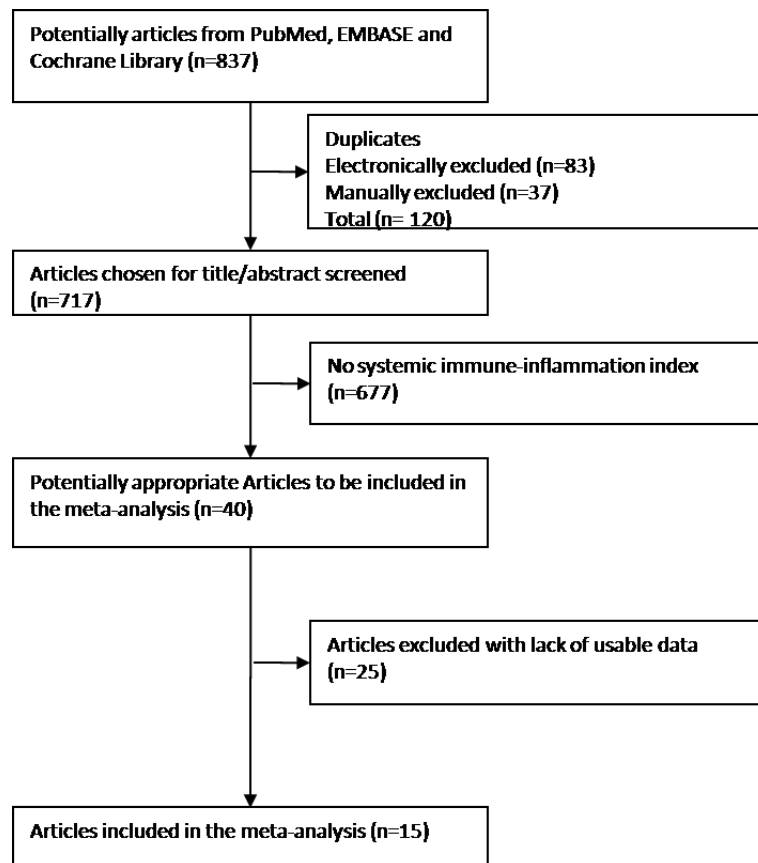 Potentially articles from PubMed, EMBASE and
Cochrane Library (n=837)
Duplicates
Electronically excluded (n=83)
Manually excluded (n=37)
Total (n= 120)
Articles chosen for title/abstract screened
(n=717)
No systemic immune-inflammation index
(n=677)
Potentially appropriate Articles to be included in
the meta-analysis (n=40)
Articles excluded with lack of usable data
(n=25)
Articles included in the meta-analysis (n=15)